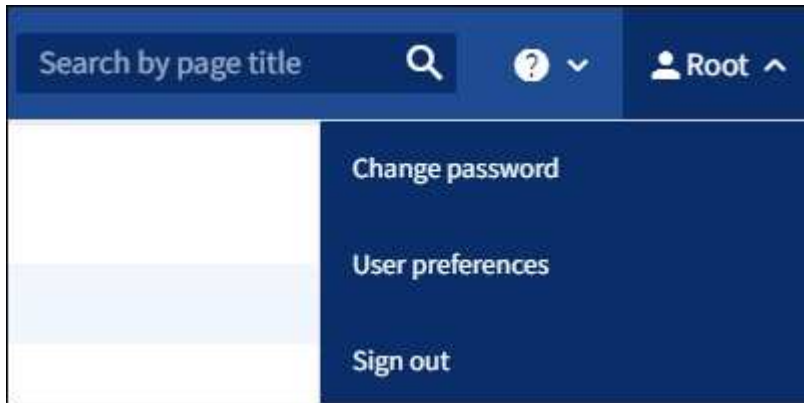 Search by page title
? Root
Change password
User preferences
Sign out